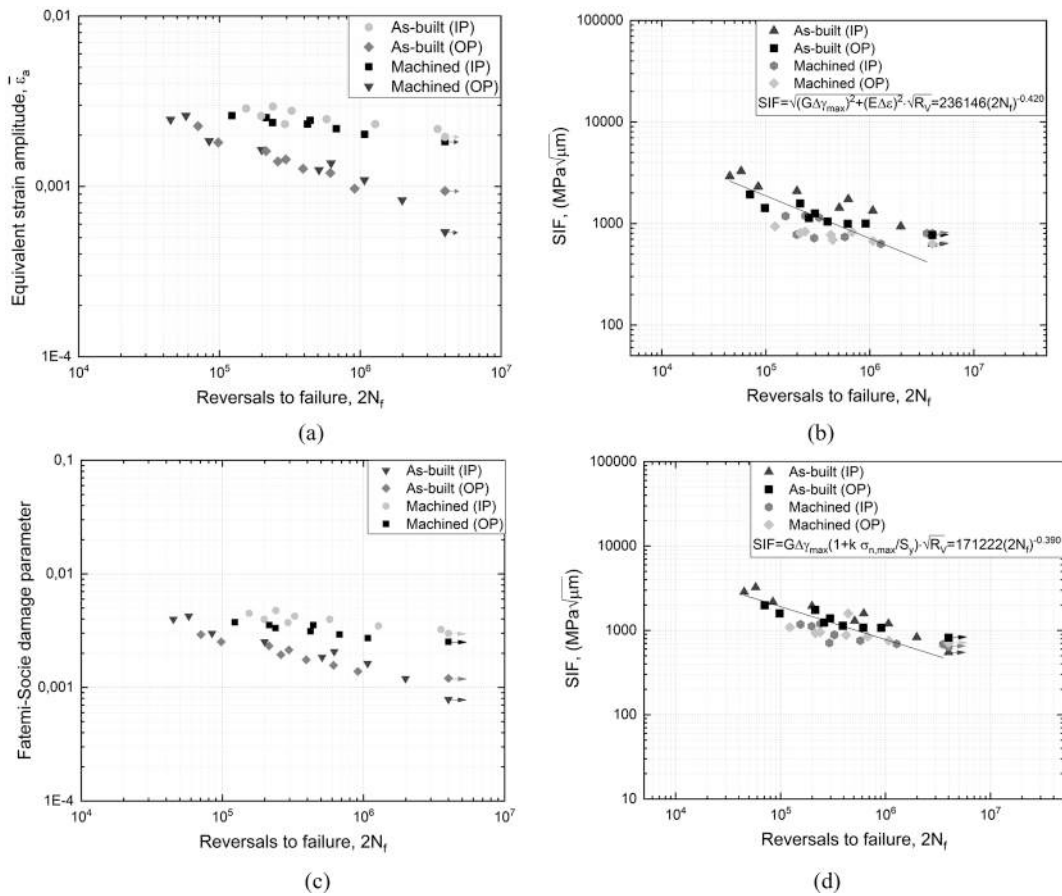 0,01
0,001
1E-4
Equivalent strain amplitude, ε̅a
As-built (IP)
As-built (OP)
Machined (IP)
Machined (OP)
10⁴ 10⁵ 10⁶ 10⁷
Reversals to failure, 2Nf
(a)
100000
10000
1000
100
SIF, (MPa√μm)
As-built (IP)
As-built (OP)
Machined (IP)
Machined (OP)
SIF=√(GΔγmax)²+(EΔε)²·√Rv=236146(2Nf)⁻⁰·⁴²⁰
10⁴ 10⁵ 10⁶ 10⁷
Reversals to failure, 2Nf
(b)
0,1
0,01
0,001
1E-4
Fatemi-Socie damage parameter
As-built (IP)
As-built (OP)
Machined (IP)
Machined (OP)
10⁵ 10⁶ 10⁷
Reversals to failure, 2Nf
(c)
100000
10000
1000
100
10
SIF, (MPa√μm)
As-built (IP)
As-built (OP)
Machined (IP)
Machined (OP)
SIF=GΔγmax(1+k σn,max/Sy)·√Rv=171222(2Nf)⁻⁰·³⁹⁰
10⁴ 10⁵ 10⁶ 10⁷
Reversals to failure, 2Nf
(d)